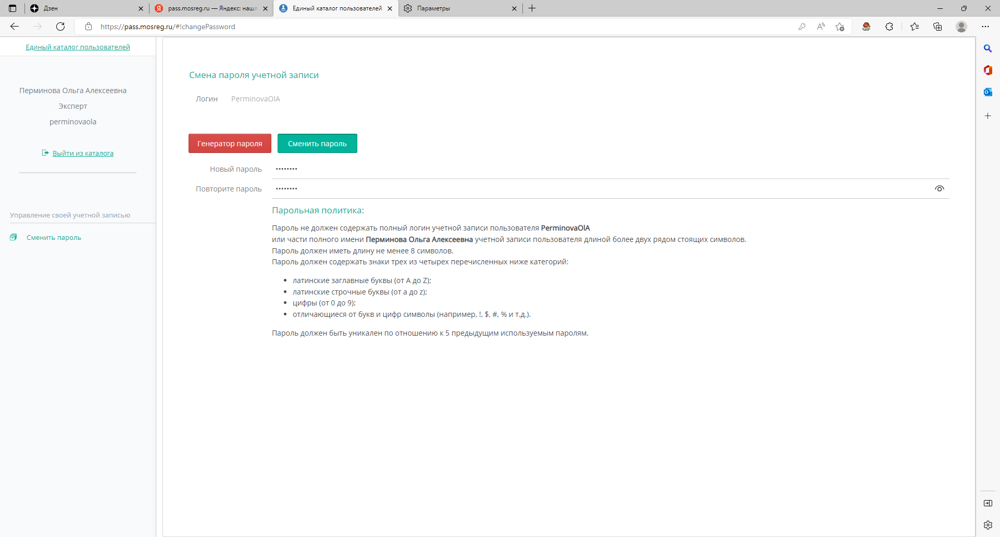 Дзен
pass.mosreg.ru — Яндекс: нашл
Единый каталог пользователей
Параметры
https://pass.mosreg.ru/#!changePassword
Единый каталог пользователей
Перминова Ольга Алексеевна
Эксперт
perminovaola
Выйти из каталога
Управление своей учетной записью
Сменить пароль
Смена пароля учетной записи
Логин PerminovaOlA
Генератор пароля Сменить пароль
Новый пароль ••••••••
Повторите пароль ••••••••
Парольная политика:
Пароль не должен содержать полный логин учетной записи пользователя PerminovaOlA
или части полного имени Перминова Ольга Алексеевна учетной записи пользователя длиной более двух рядом стоящих символов.
Пароль должен иметь длину не менее 8 символов.
Пароль должен содержать знаки трех из четырех перечисленных ниже категорий:
• латинские заглавные буквы (от A до Z);
• латинские строчные буквы (от a до z);
• цифры (от 0 до 9);
• отличающиеся от букв и цифр символы (например, !, $, #, % и т.д.).
Пароль должен быть уникален по отношению к 5 предыдущим используемым паролям.